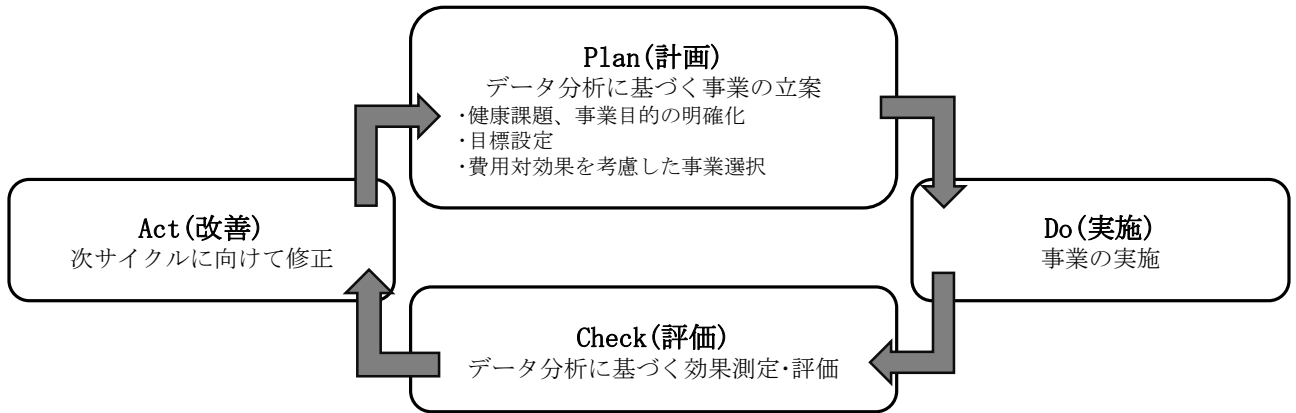 Plan(計画)
データ分析に基づく事業の立案
・健康課題、事業目的の明確化
・目標設定
・費用対効果を考慮した事業選択
Act(改善)
次サイクルに向けて修正
Do(実施)
事業の実施
Check(評価)
データ分析に基づく効果測定・評価